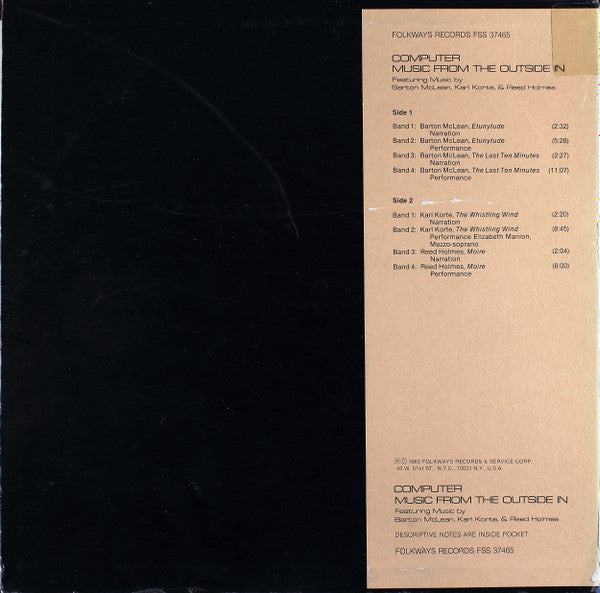 FOLKWAYS RECORDS FSS 37465
COMPUTER
MUSIC FROM THE OUTSIDE IN
Featuring Music by
Barton McLean, Karl Korte, & Reed Holmes
Side 1
Band 1: Barton McLean, Etunytude (2:32)
Narration
Band 2: Barton McLean, Etunytude (5:28)
Performance
Band 3: Barton McLean, The Last Ten Minutes (2:27)
Narration
Band 4: Barton McLean, The Last Ten Minutes (11:07)
Performance
Side 2
Band 1: Karl Korte, The Whistling Wind (2:20)
Narration
Band 2: Karl Korte, The Whistling Wind (8:45)
Performance Elizabeth Manion,
Mezzo-soprano
Band 3: Reed Holmes, Moire (2:04)
Narration
Band 4: Reed Holmes, Moire (8:00)
Performance
Ⓟ© 1983 FOLKWAYS RECORDS & SERVICE CORP.
43 W. 61st ST., N.Y.C., 10023 N.Y., U.S.A.
COMPUTER
MUSIC FROM THE OUTSIDE IN
Featuring Music by
Barton McLean, Karl Korte, & Reed Holmes
DESCRIPTIVE NOTES ARE INSIDE POCKET
FOLKWAYS RECORDS FSS 37465